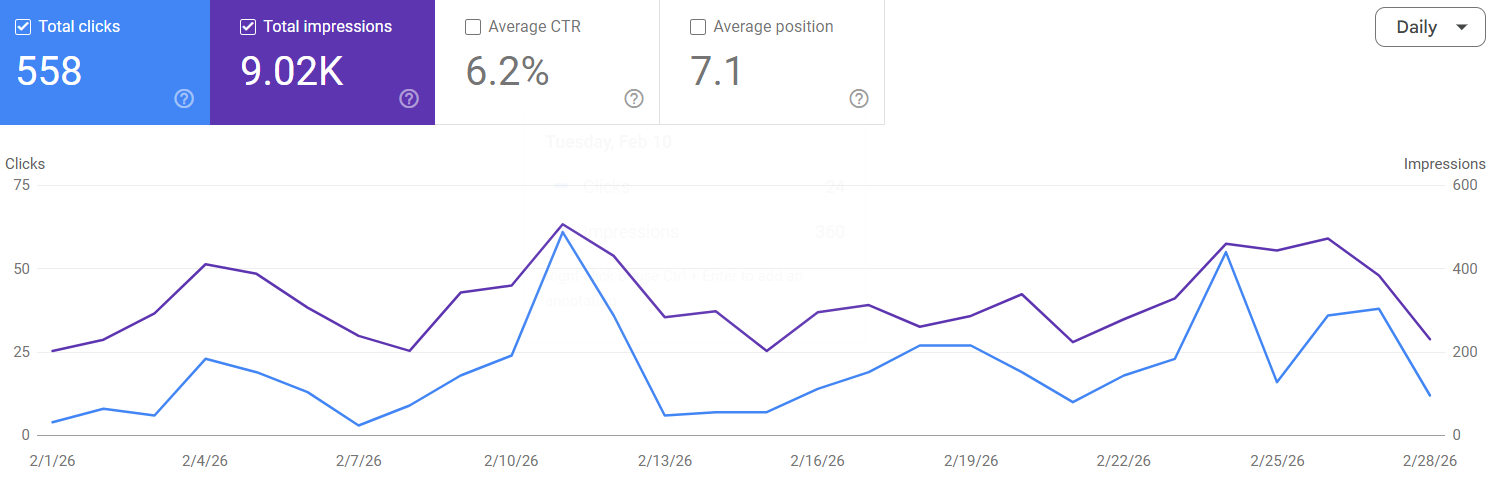 Total clicks
558
Total impressions
9.02K
Average CTR
6.2%
Average position
7.1
Daily
Tuesday, Feb 10
Clicks 24
Impressions 360
Clicks
Impressions
75
600
50
400
25
200
0
0
2/1/26
2/4/26
2/7/26
2/10/26
2/13/26
2/16/26
2/19/26
2/22/26
2/25/26
2/28/26